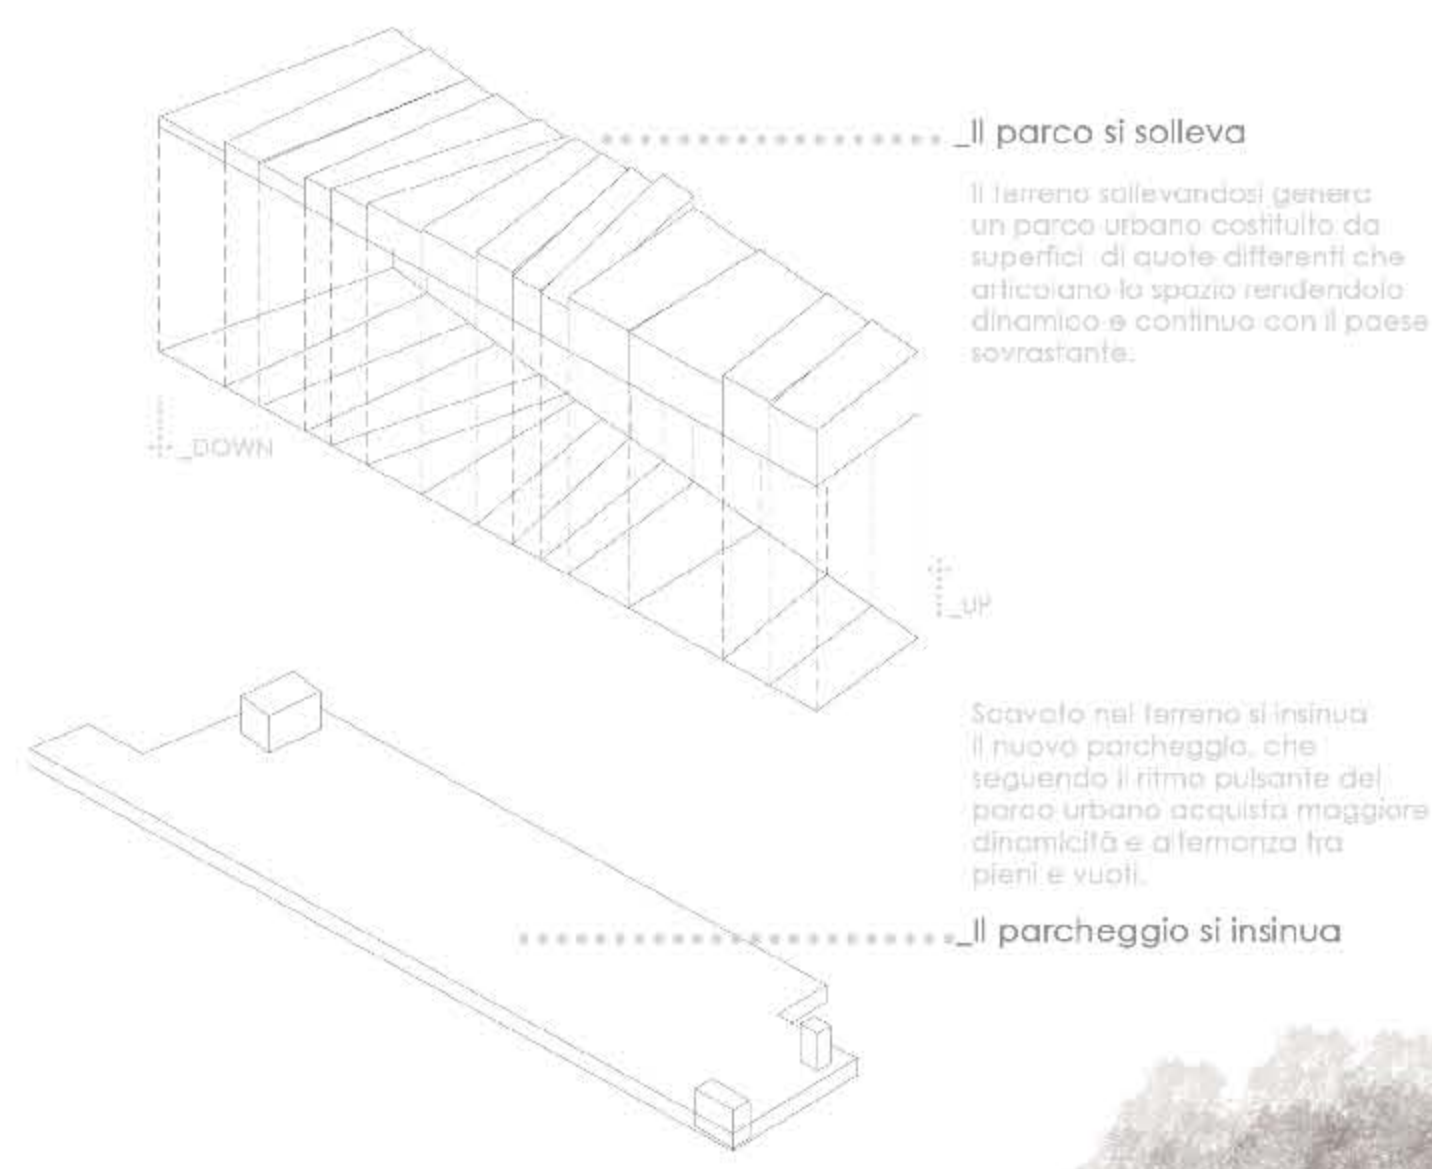 _Il parco si solleva
Il terreno sollevandosi genera
un parco urbano costituito da
superfici di quote differenti che
articolano lo spazio rendendolo
dinamico e continuo con il paese
sovrastante.
_DOWN
_UP
Scavato nel terreno si insinua
il nuovo parcheggio, che
seguendo il ritmo pulsante del
parco urbano acquista maggiore
dinamicità e alternanza tra
pieni e vuoti.
_Il parcheggio si insinua